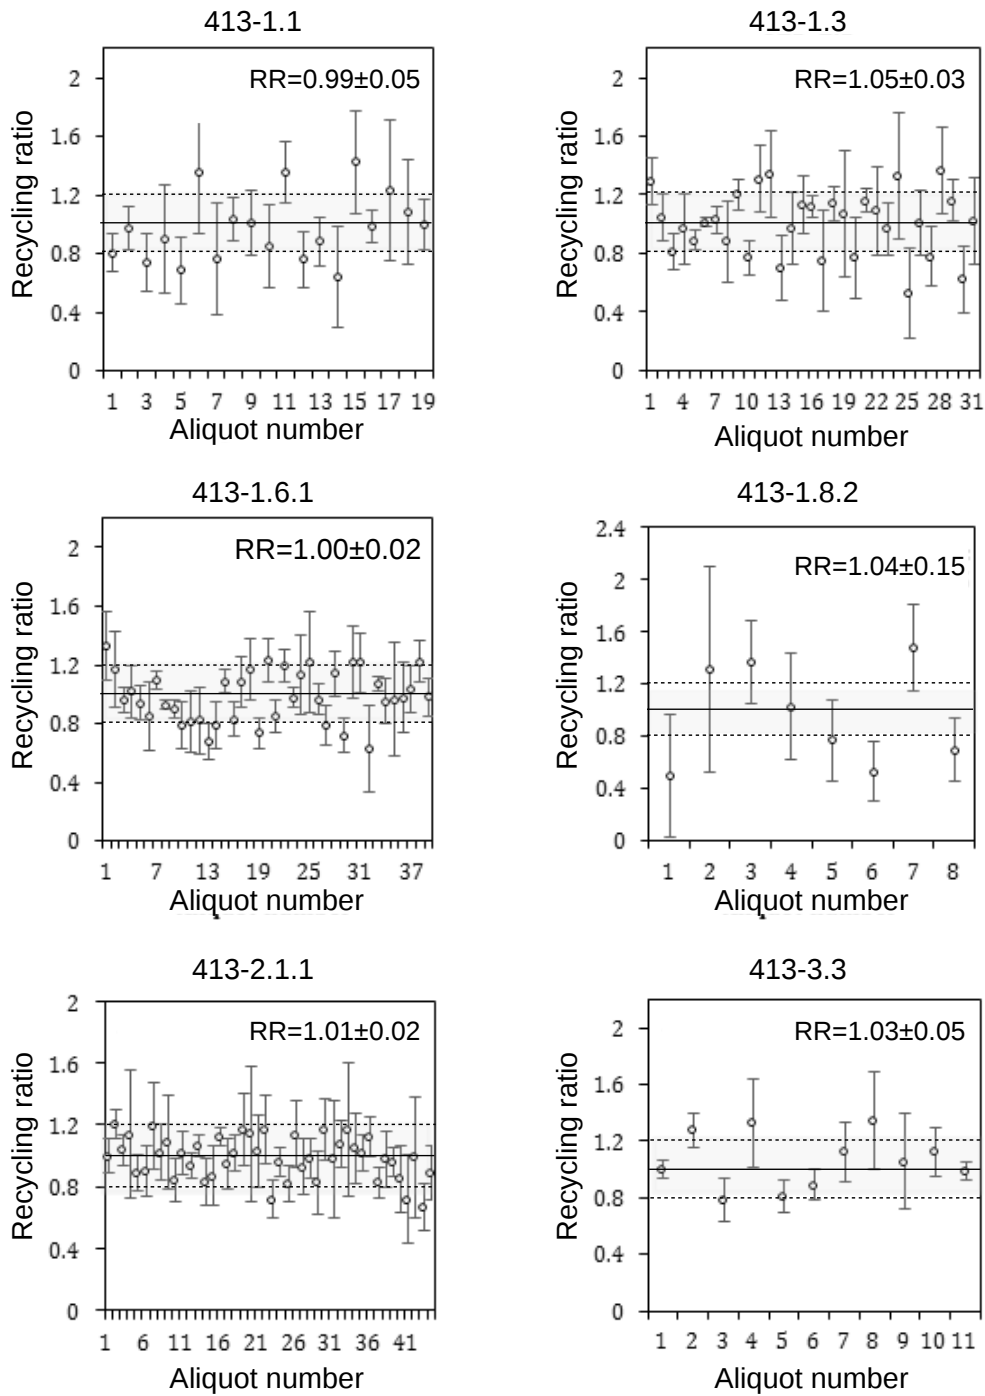 413-1.1
RR=0.99±0.05
Recycling ratio
2
1.6
1.2
0.8
0.4
0
1 3 5 7 9 11 13 15 17 19
Aliquot number
413-1.3
RR=1.05±0.03
Recycling ratio
2
1.6
1.2
0.8
0.4
0
1 4 7 10 13 16 19 22 25 28 31
Aliquot number
413-1.6.1
RR=1.00±0.02
Recycling ratio
2
1.6
1.2
0.8
0.4
0
1 7 13 19 25 31 37
Aliquot number
413-1.8.2
RR=1.04±0.15
Recycling ratio
2.4
2
1.6
1.2
0.8
0.4
0
1 2 3 4 5 6 7 8
Aliquot number
413-2.1.1
RR=1.01±0.02
Recycling ratio
2
1.6
1.2
0.8
0.4
0
1 6 11 16 21 26 31 36 41
Aliquot number
413-3.3
RR=1.03±0.05
Recycling ratio
2
1.6
1.2
0.8
0.4
0
1 2 3 4 5 6 7 8 9 10 11
Aliquot number